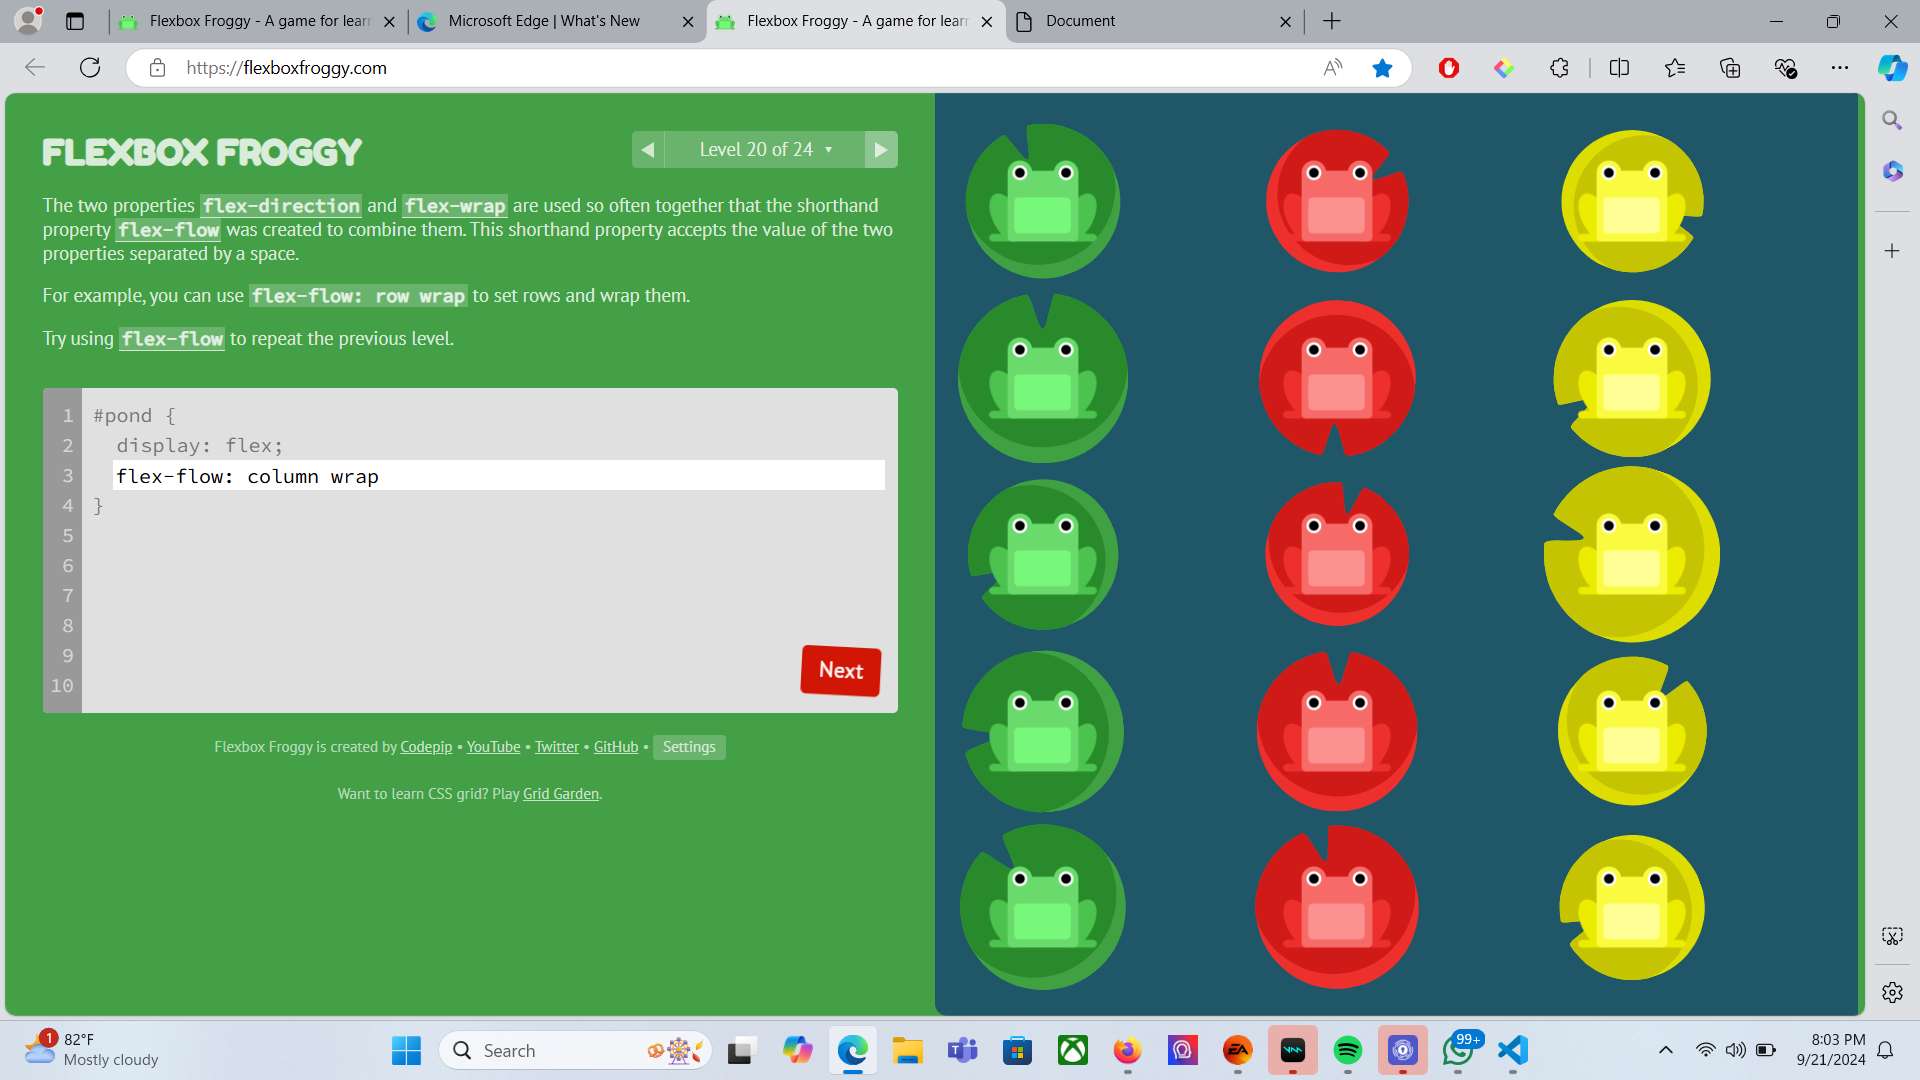 Flexbox Froggy - A game for learn
Microsoft Edge | What's New
Flexbox Froggy - A game for learn
Document
https://flexboxfroggy.com
FLEXBOX FROGGY
Level 20 of 24
The two properties flex-direction and flex-wrap are used so often together that the shorthand
property flex-flow was created to combine them. This shorthand property accepts the value of the two
properties separated by a space.
For example, you can use flex-flow: row wrap to set rows and wrap them.
Try using flex-flow to repeat the previous level.
1 #pond {
2 display: flex;
3 flex-flow: column wrap
4 }
5
6
7
8
9
10
Next
Flexbox Froggy is created by Codepip • YouTube • Twitter • GitHub • Settings
Want to learn CSS grid? Play Grid Garden.
1
82°F
Mostly cloudy
Search
EA
99+
8:03 PM
9/21/2024